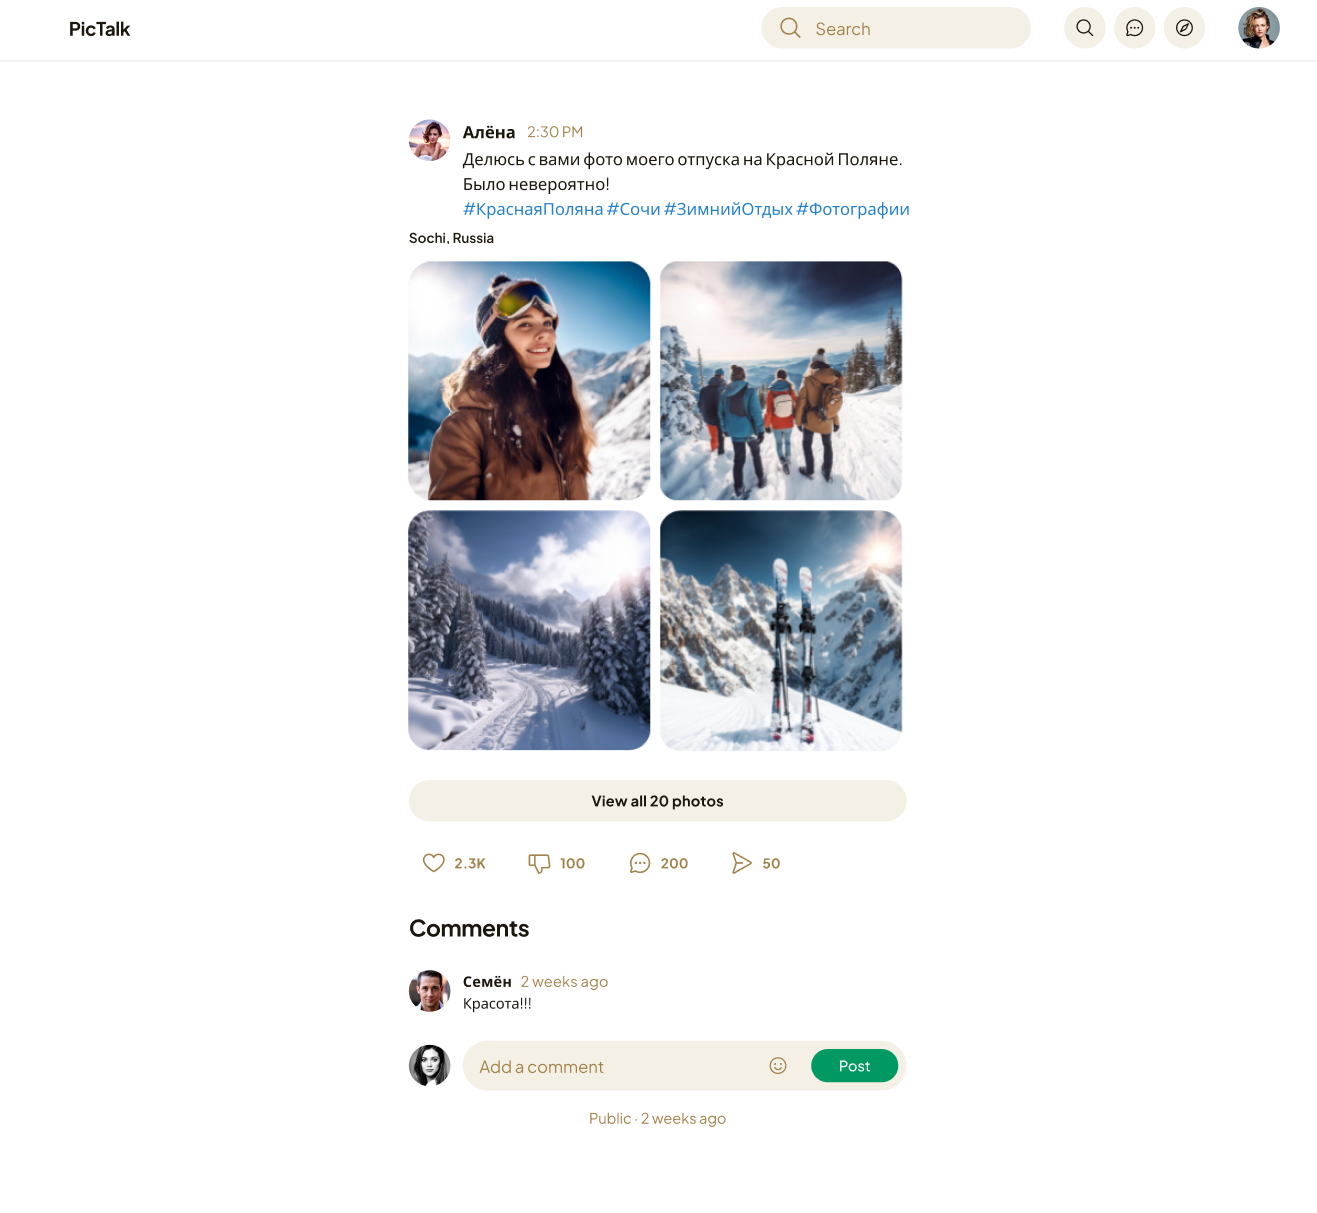 PicTalk
Search
Алёна 2:30 PM
Делюсь с вами фото моего отпуска на Красной Поляне.
Было невероятно!
#КраснаяПоляна #Сочи #ЗимнийОтдых #Фотографии
Sochi, Russia
View all 20 photos
2.3K 100 200 50
Comments
Семён 2 weeks ago
Красота!!!
Add a comment
Post
Public · 2 weeks ago